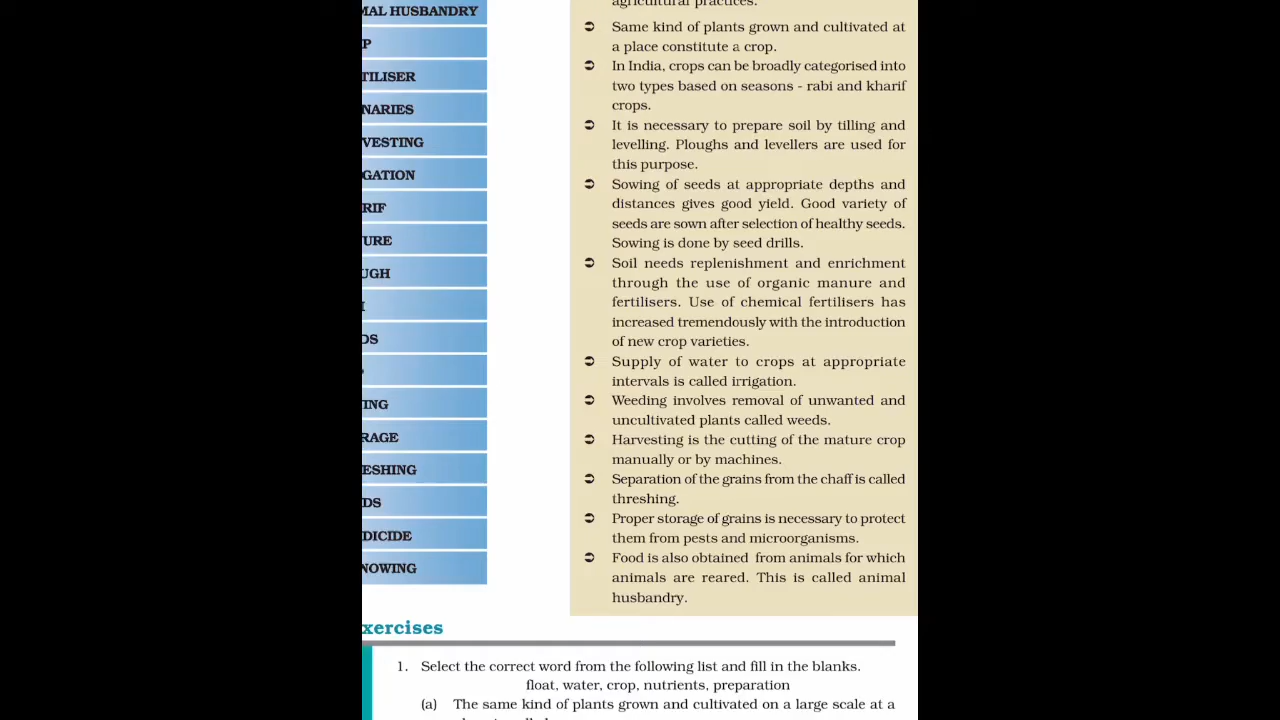 MAL HUSBANDRY
P
TILISER
NARIES
VESTING
GATION
RIF
URE
UGH
DS
ING
RAGE
ESHING
DS
DICIDE
NOWING
agricultural practices.
➲ Same kind of plants grown and cultivated at
a place constitute a crop.
➲ In India, crops can be broadly categorised into
two types based on seasons - rabi and kharif
crops.
➲ It is necessary to prepare soil by tilling and
levelling. Ploughs and levellers are used for
this purpose.
➲ Sowing of seeds at appropriate depths and
distances gives good yield. Good variety of
seeds are sown after selection of healthy seeds.
Sowing is done by seed drills.
➲ Soil needs replenishment and enrichment
through the use of organic manure and
fertilisers. Use of chemical fertilisers has
increased tremendously with the introduction
of new crop varieties.
➲ Supply of water to crops at appropriate
intervals is called irrigation.
➲ Weeding involves removal of unwanted and
uncultivated plants called weeds.
➲ Harvesting is the cutting of the mature crop
manually or by machines.
➲ Separation of the grains from the chaff is called
threshing.
➲ Proper storage of grains is necessary to protect
them from pests and microorganisms.
➲ Food is also obtained from animals for which
animals are reared. This is called animal
husbandry.
xercises
1. Select the correct word from the following list and fill in the blanks.
float, water, crop, nutrients, preparation
(a) The same kind of plants grown and cultivated on a large scale at a